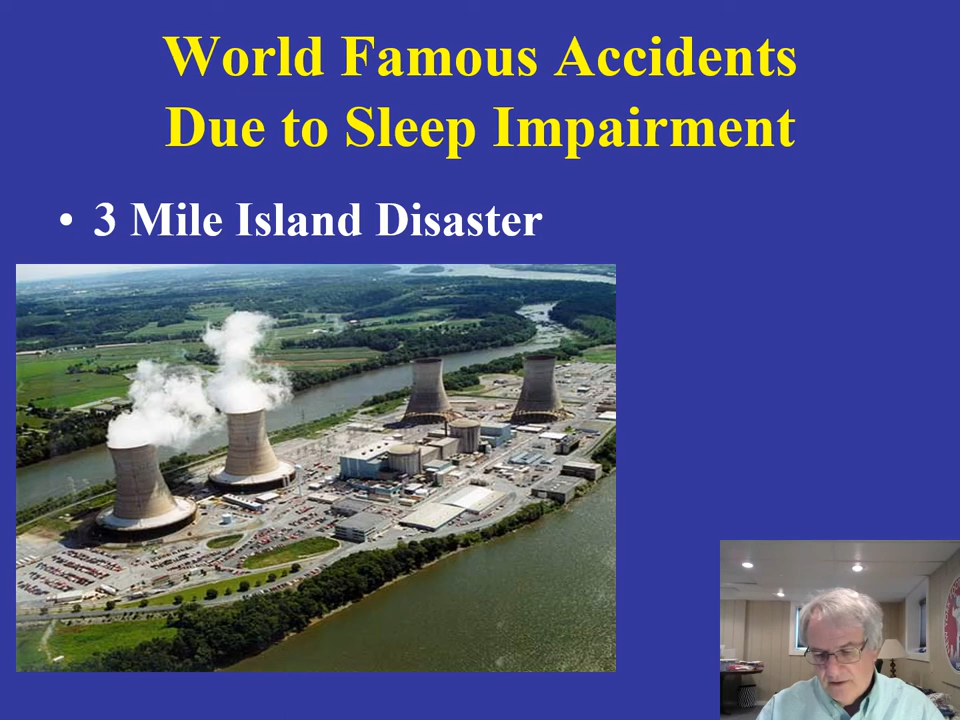 World Famous Accidents
Due to Sleep Impairment
• 3 Mile Island Disaster